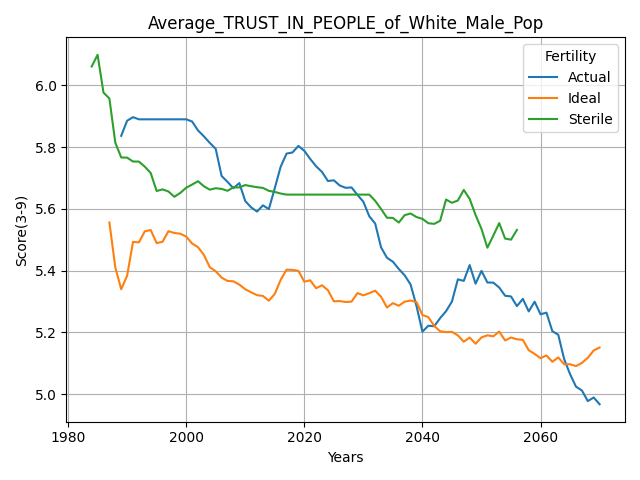 Average_TRUST_IN_PEOPLE_of_White_Male_Pop
Fertility
Actual
Ideal
Sterile
Score(3-9)
6.0
5.8
5.6
5.4
5.2
5.0
1980
2000
2020
2040
2060
Years